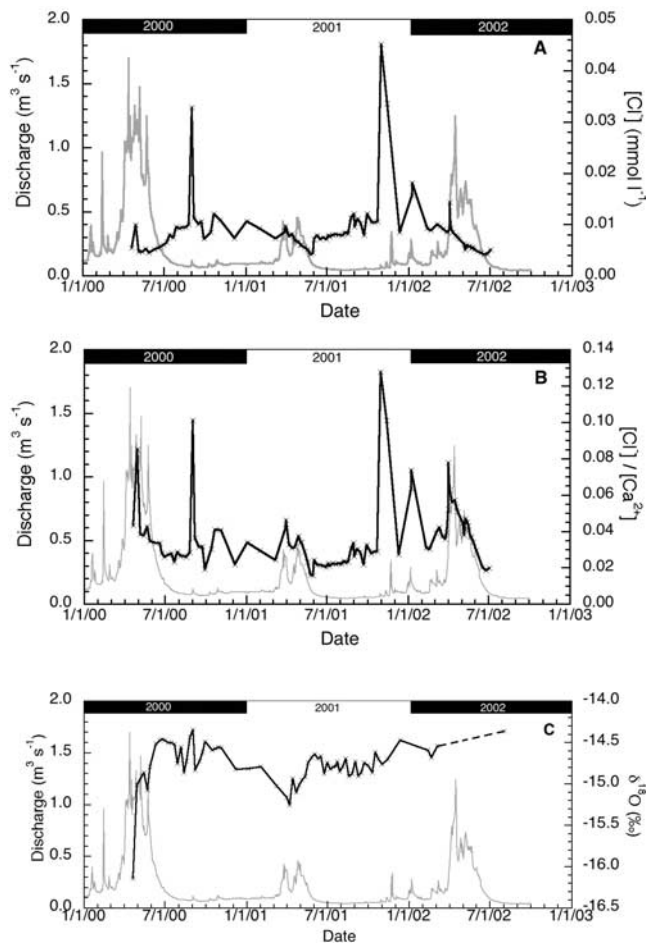 2000 2001 2002
A
2.0 1.5 1.0 0.5 0.0
Discharge (m³ s⁻¹)
0.05 0.04 0.03 0.02 0.01 0.00
[Cl⁻] (mmol l⁻¹)
1/1/00 7/1/00 1/1/01 7/1/01 1/1/02 7/1/02 1/1/03
Date
2000 2001 2002
B
2.0 1.5 1.0 0.5 0.0
Discharge (m³ s⁻¹)
0.14 0.12 0.10 0.08 0.06 0.04 0.02 0.00
[Cl⁻] / [Ca²⁺]
1/1/00 7/1/00 1/1/01 7/1/01 1/1/02 7/1/02 1/1/03
Date
2000 2001 2002
C
2.0 1.5 1.0 0.5 0.0
Discharge (m³ s⁻¹)
-14.0 -14.5 -15.0 -15.5 -16.0 -16.5
δ¹⁸O (‰)
1/1/00 7/1/00 1/1/01 7/1/01 1/1/02 7/1/02 1/1/03
Date